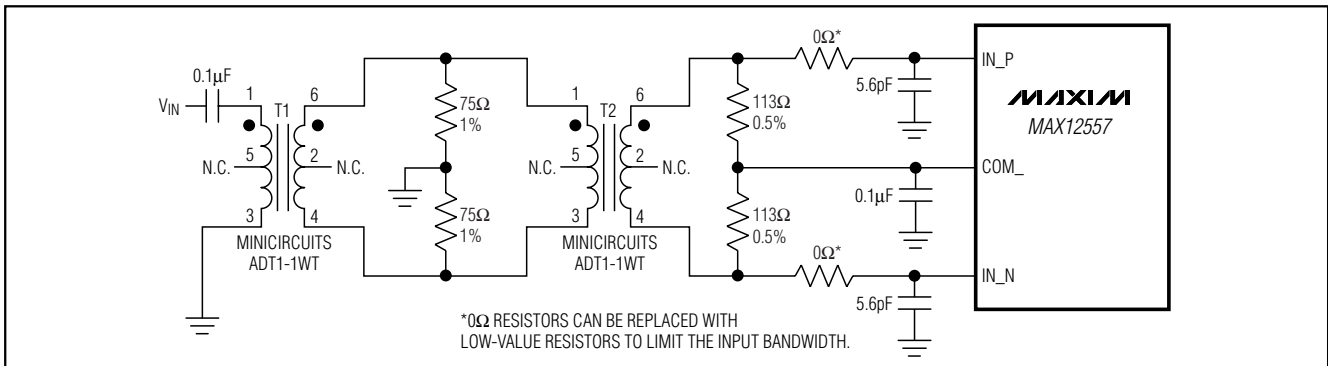 VIN
0.1μF
1
5
N.C.
3
T1
6
2
N.C.
4
MINICIRCUITS
ADT1-1WT
75Ω
1%
75Ω
1%
1
5
N.C.
3
T2
6
2
N.C.
4
MINICIRCUITS
ADT1-1WT
113Ω
0.5%
113Ω
0.5%
0Ω*
5.6pF
0.1μF
0Ω*
5.6pF
IN_P
MAXIM
MAX12557
COM_
IN_N
*0Ω RESISTORS CAN BE REPLACED WITH
LOW-VALUE RESISTORS TO LIMIT THE INPUT BANDWIDTH.